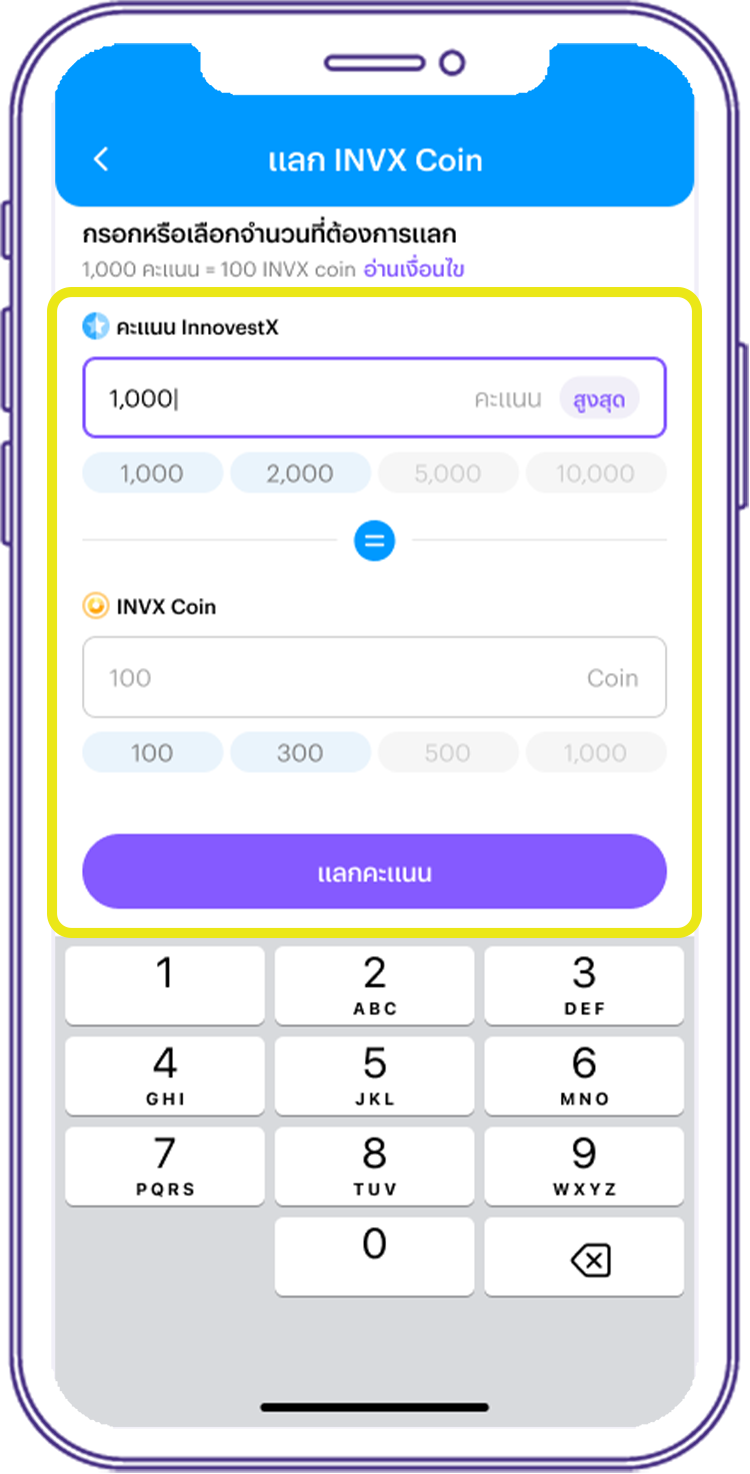 แลก INVX Coin
กรอกหรือเลือกจำนวนที่ต้องการแลก
1,000 คะแนน = 100 INVX coin อ่านเงื่อนไข
คะแนน InnovestX
1,000 คะแนน สูงสุด
1,000 2,000 5,000 10,000
=
INVX Coin
100 Coin
100 300 500 1,000
แลกคะแนน
1 2 3
ABC DEF
4 5 6
GHI JKL MNO
7 8 9
PQRS TUV WXYZ
0